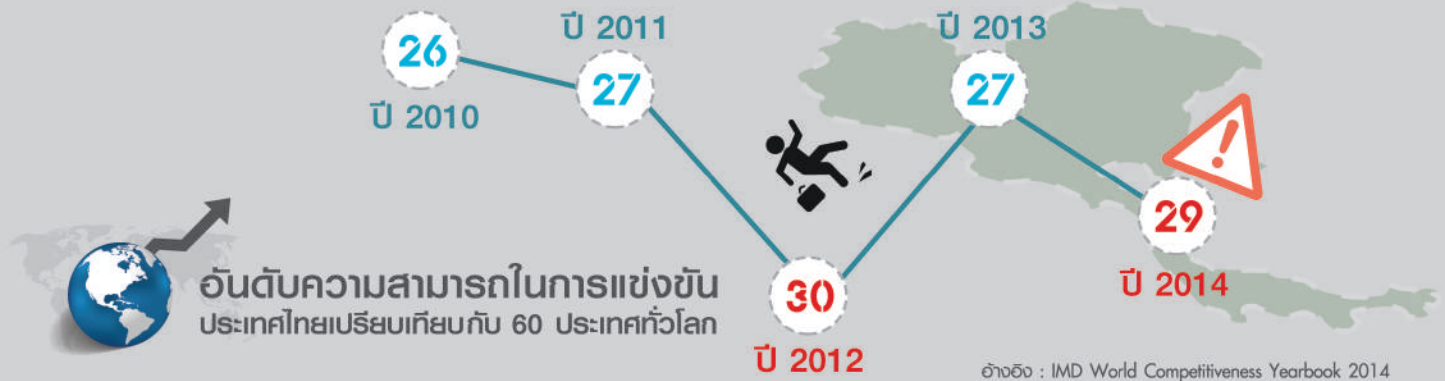 26
ปี 2010
ปี 2011
27
30
ปี 2012
ปี 2013
27
29
ปี 2014
อันดับความสามารถในการแข่งขัน
ประเทศไทยเปรียบเทียบกับ 60 ประเทศทั่วโลก
อ้างอิง : IMD World Competitiveness Yearbook 2014